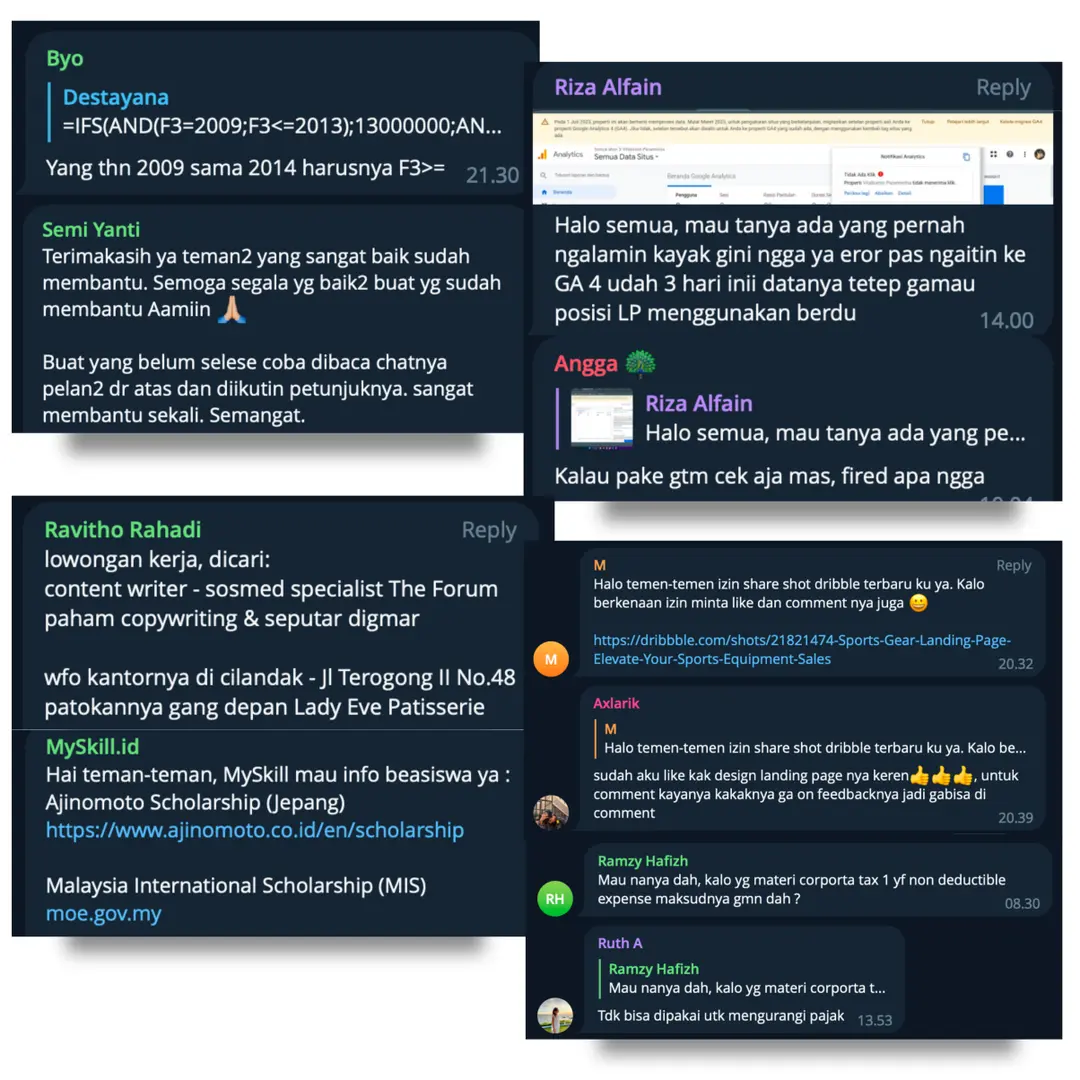 Byo
Destayana
=IFS(AND(F3=2009;F3<=2013);13000000;AN...
Yang thn 2009 sama 2014 harusnya F3>=
21.30
Semi Yanti
Terimakasih ya teman2 yang sangat baik sudah
membantu. Semoga segala yg baik2 buat yg sudah
membantu Aamiin 🙏
Buat yang belum selese coba dibaca chatnya
pelan2 dr atas dan diikutin petunjuknya. sangat
membantu sekali. Semangat.
Riza Alfain
Reply
Analytics
Semua Data Situs
Beranda Google Analytics
Notifikasi Analytics
Tidak Ada Klik
Beranda
Pengguna
Halo semua, mau tanya ada yang pernah
ngalamin kayak gini ngga ya eror pas ngaitin ke
GA 4 udah 3 hari inii datanya tetep gamau
posisi LP menggunakan berdu
14.00
Angga 🦚
Riza Alfain
Halo semua, mau tanya ada yang pe...
Kalau pake gtm cek aja mas, fired apa ngga
Ravitho Rahadi
Reply
lowongan kerja, dicari:
content writer - sosmed specialist The Forum
paham copywriting & seputar digmar
wfo kantornya di cilandak - Jl Terogong II No.48
patokannya gang depan Lady Eve Patisserie
MySkill.id
Hai teman-teman, MySkill mau info beasiswa ya :
Ajinomoto Scholarship (Jepang)
https://www.ajinomoto.co.id/en/scholarship
Malaysia International Scholarship (MIS)
moe.gov.my
M
Reply
Halo temen-temen izin share shot dribble terbaru ku ya. Kalo
berkenaan izin minta like dan comment nya juga 😀
https://dribbble.com/shots/21821474-Sports-Gear-Landing-Page-
Elevate-Your-Sports-Equipment-Sales
20.32
M
Axlarik
M
Halo temen-temen izin share shot dribble terbaru ku ya. Kalo be...
sudah aku like kak design landing page nya keren👍👍👍, untuk
comment kayanya kakaknya ga on feedbacknya jadi gabisa di
comment
20.39
Ramzy Hafizh
Mau nanya dah, kalo yg materi corporta tax 1 yf non deductible
expense maksudnya gmn dah ?
RH
08.30
Ruth A
Ramzy Hafizh
Mau nanya dah, kalo yg materi corporta t...
Tdk bisa dipakai utk mengurangi pajak
13.53